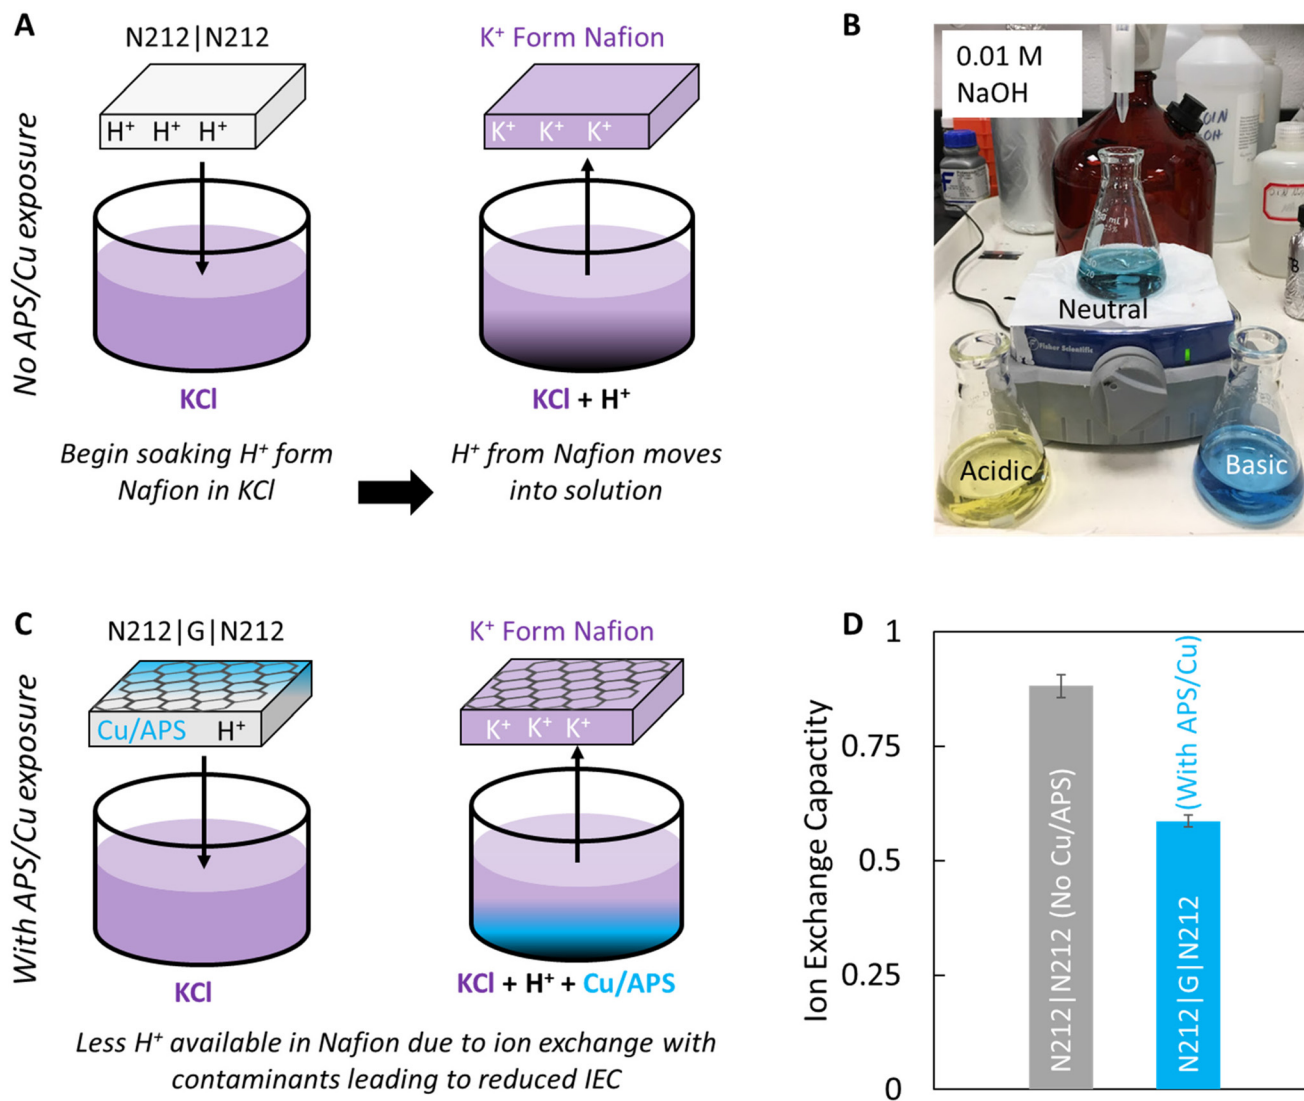 A
No APS/Cu exposure
N212|N212
H⁺ H⁺ H⁺
KCl
Begin soaking H⁺ form
Nafion in KCl
K⁺ Form Nafion
K⁺ K⁺ K⁺
KCl + H⁺
H⁺ from Nafion moves
into solution
B
0.01 M
NaOH
Neutral
Fisher Scientific
Acidic
Basic
C
With APS/Cu exposure
N212|G|N212
Cu/APS H⁺
KCl
K⁺ Form Nafion
K⁺ K⁺ K⁺
KCl + H⁺ + Cu/APS
Less H⁺ available in Nafion due to ion exchange with
contaminants leading to reduced IEC
D
Ion Exchange Capactity
1
0.75
0.5
0.25
0
N212|N212 (No Cu/APS)
N212|G|N212
(With APS/Cu)